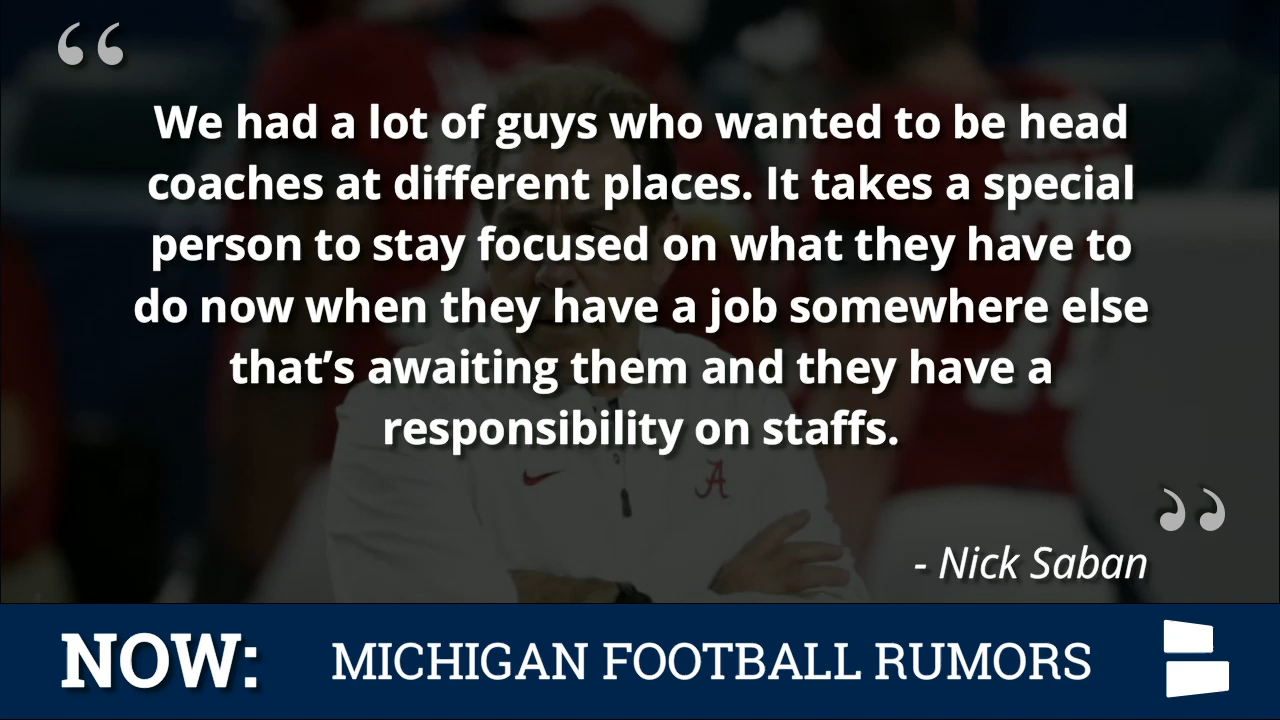 “
We had a lot of guys who wanted to be head
coaches at different places. It takes a special
person to stay focused on what they have to
do now when they have a job somewhere else
that’s awaiting them and they have a
responsibility on staffs.
”
- Nick Saban
A
NOW: MICHIGAN FOOTBALL RUMORS